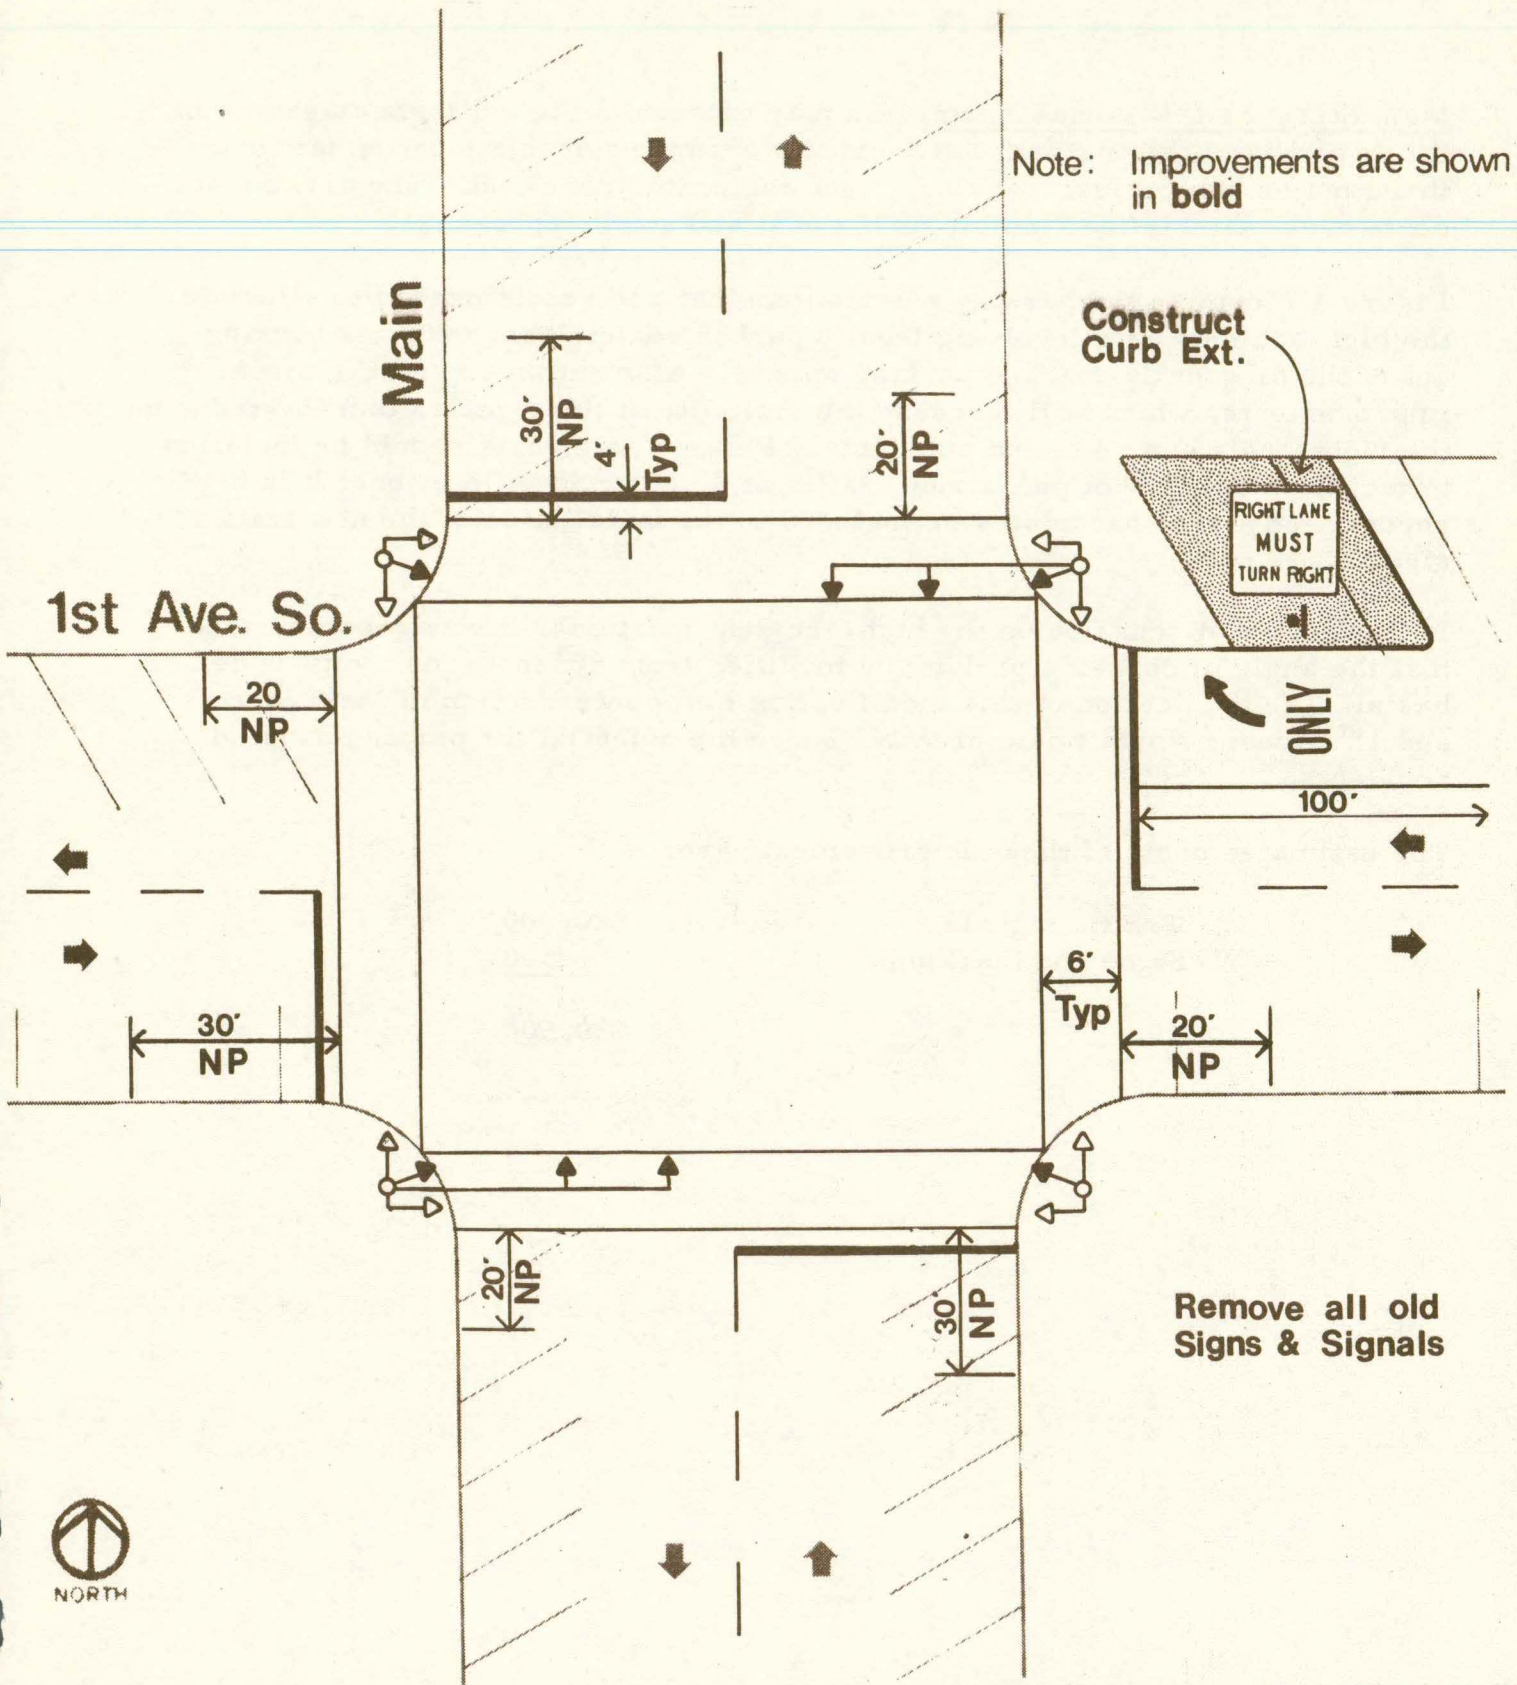 Note: Improvements are shown
in bold
Main
Construct
Curb Ext.
30'
NP
4'
Typ
20'
NP
RIGHT LANE
MUST
TURN RIGHT
1st Ave. So.
20
NP
ONLY
100'
6'
Typ
30'
NP
20'
NP
20'
NP
30'
NP
Remove all old
Signs & Signals
NORTH